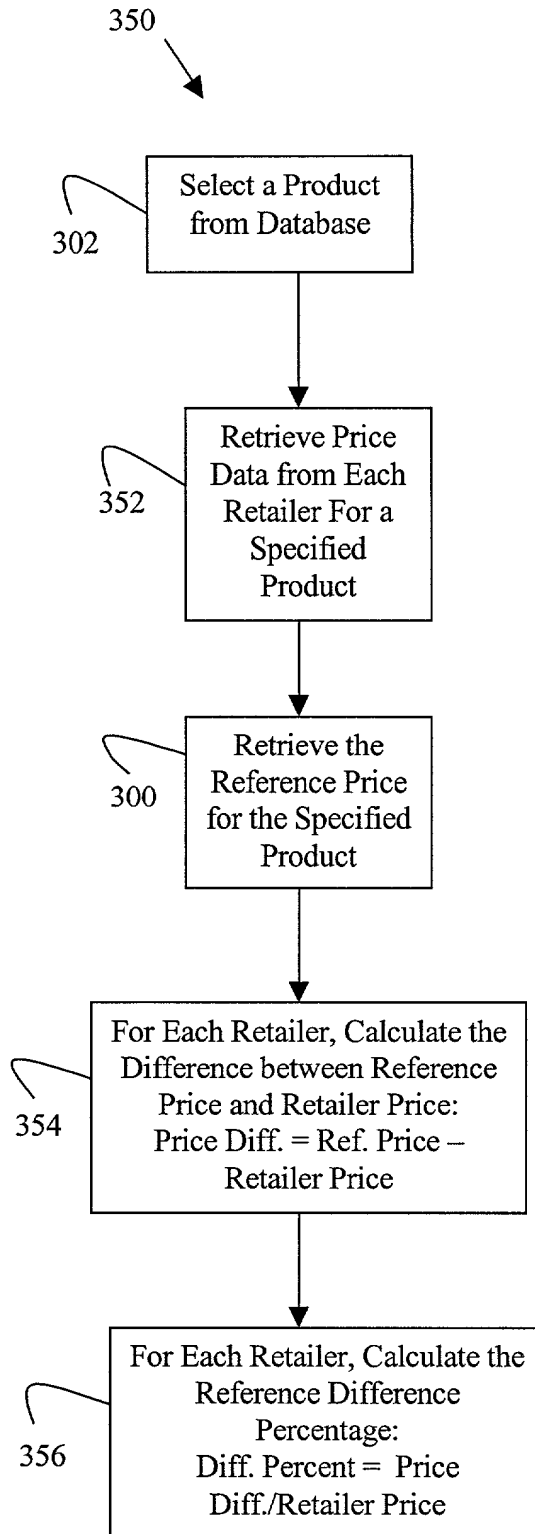 350
Select a Product
from Database
302
Retrieve Price
Data from Each
Retailer For a
Specified
Product
352
Retrieve the
Reference Price
for the Specified
Product
300
For Each Retailer, Calculate the
Difference between Reference
Price and Retailer Price:
Price Diff. = Ref. Price –
Retailer Price
354
For Each Retailer, Calculate the
Reference Difference
Percentage:
Diff. Percent = Price
Diff./Retailer Price
356